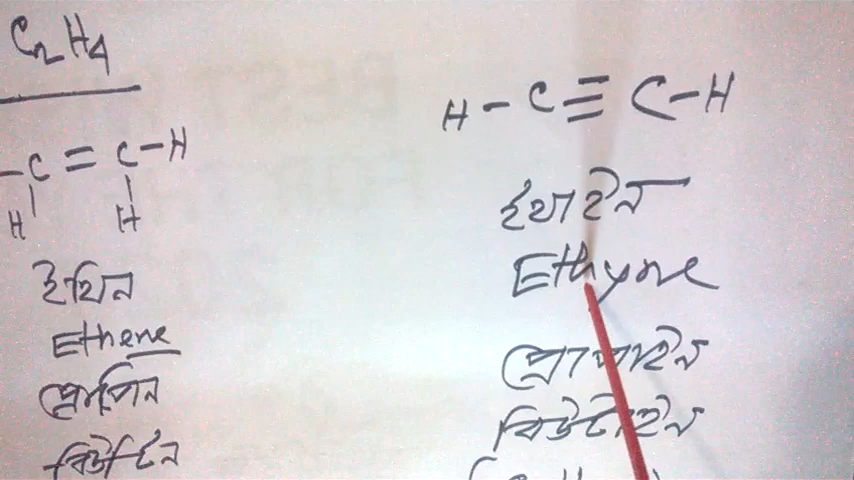 C₂H₄
-C=C-H
H H
ইথিন
Ethene
প্রোপিন
বিউটিন
H-C≡C-H
ইথাইন
Ethyne
প্রোপাইন
বিউটাইন